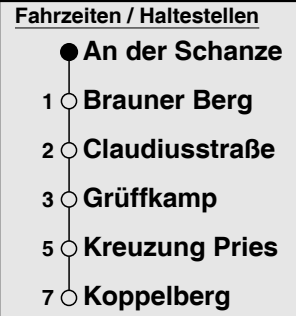 Fahrzeiten / Haltestellen
An der Schanze
1 Brauner Berg
2 Claudiusstraße
3 Grüffkamp
5 Kreuzung Pries
7 Koppelberg